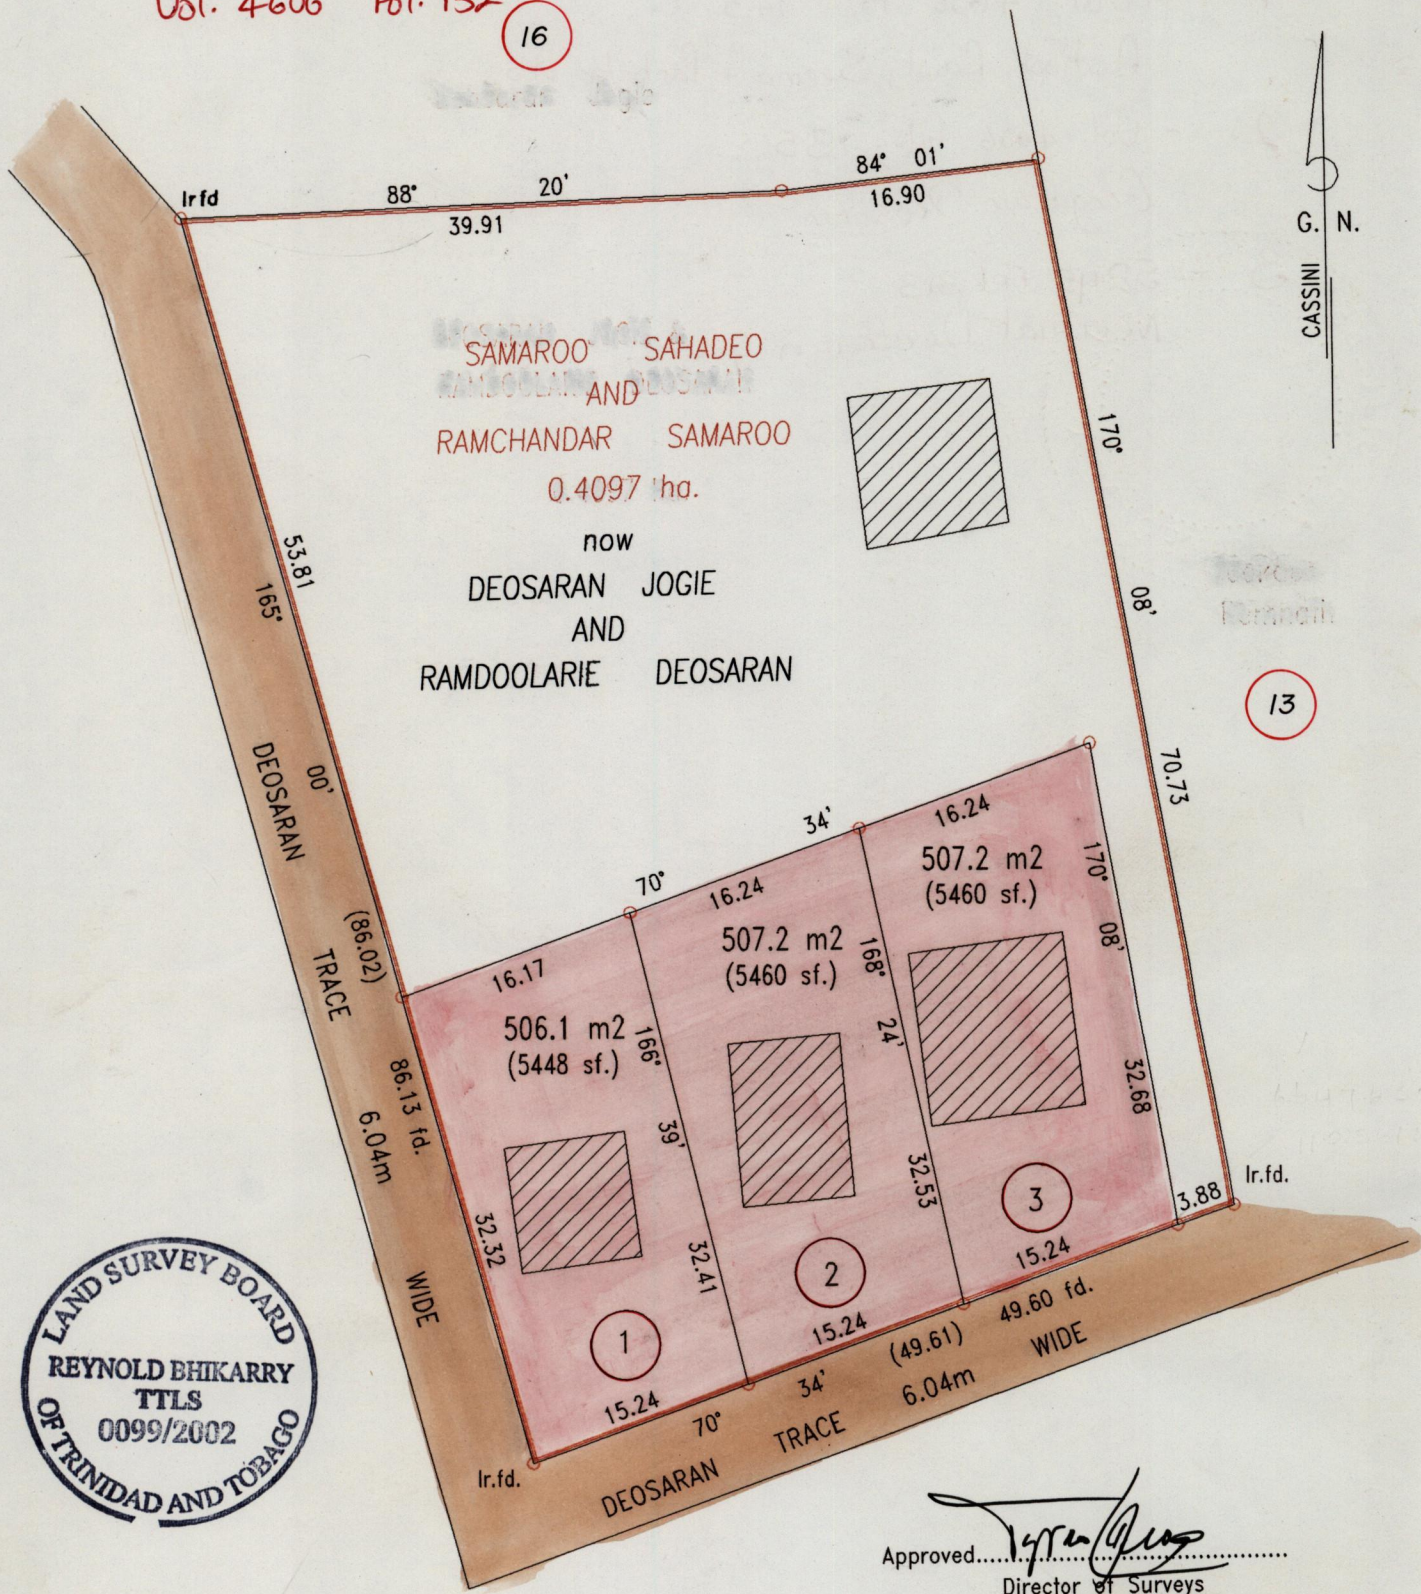 Vol. 4606 Fol. 132
16
Irfd
88° 20'
39.91
84° 01'
16.90
G. N.
CASSINI
SAMAROO SAHADEO
AND
RAMCHANDAR SAMAROO
0.4097 ha.
now
DEOSARAN JOGIE
AND
RAMDOOLARIE DEOSARAN
170° 08'
70.73
13
53.81
165° 00'
(86.02)
86.13 fd.
DEOSARAN TRACE 6.04m WIDE
70° 34'
16.17
16.24
16.24
506.1 m2
(5448 sf.)
507.2 m2
(5460 sf.)
507.2 m2
(5460 sf.)
166° 39'
32.41
168° 24'
32.53
170° 08'
32.68
32.32
1
2
3
15.24
15.24
15.24
3.88
Ir.fd.
Ir.fd.
70° 34'
(49.61)
49.60 fd.
DEOSARAN TRACE 6.04m WIDE
LAND SURVEY BOARD
REYNOLD BHIKARRY
TTLS
0099/2002
OF TRINIDAD AND TOBAGO
Approved
Director of Surveys